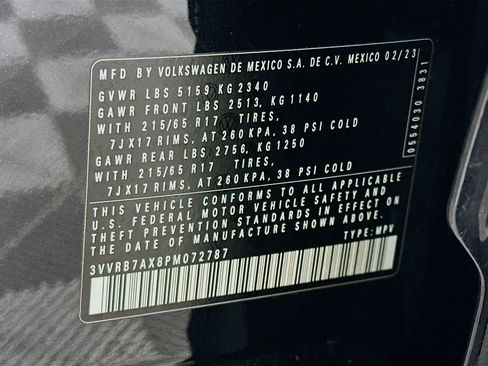 MFD BY VOLKSWAGEN DE MEXICO S.A. DE C.V. MEXICO 02/23
GVWR LBS 5159 KG 2340
GAWR FRONT LBS 2513, KG 1140
WITH 215/65 R17 TIRES,
7JX17 RIMS, AT 260 KPA, 38 PSI COLD
GAWR REAR LBS 2756, KG 1250
WITH 215/65 R17 TIRES,
7JX17 RIMS, AT 260 KPA, 38 PSI COLD
THIS VEHICLE CONFORMS TO ALL APPLICABLE
U.S. FEDERAL MOTOR VEHICLE SAFETY AND
THEFT PREVENTION STANDARDS IN EFFECT ON
THE DATE OF MANUFACTURE SHOWN ABOVE.
3VVRB7AX8PM072787 TYPE: MPV
0554030 3831